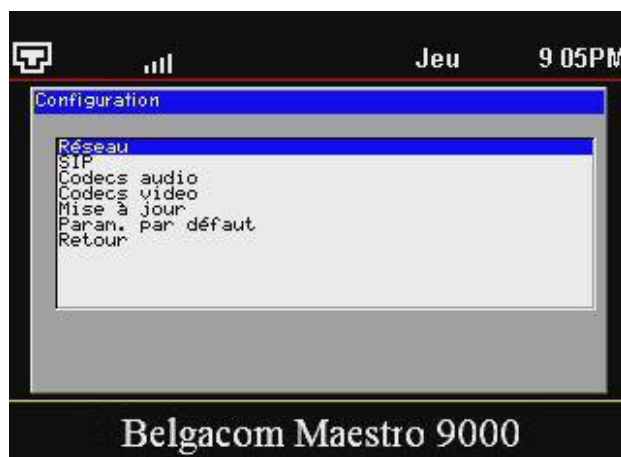 Jeu 9 05PM
Configuration
Réseau
SIP
Codecs audio
Codecs video
Mise à jour
Param. par défaut
Retour
Belgacom Maestro 9000